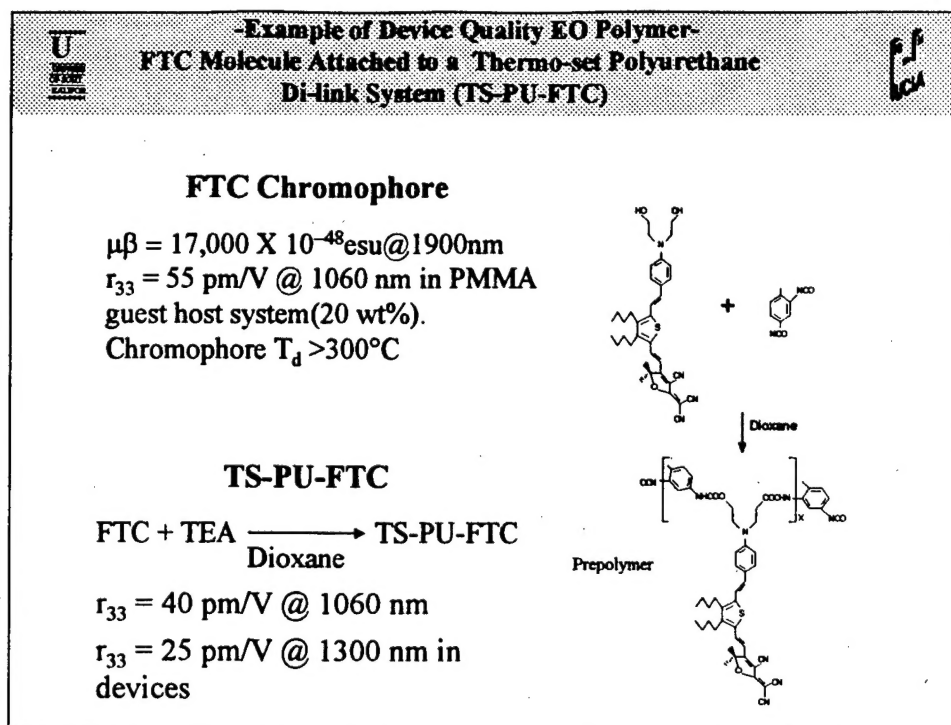 -Example of Device Quality EO Polymer-
FTC Molecule Attached to a Thermo-set Polyurethane
Di-link System (TS-PU-FTC)
U
FTC Chromophore
μβ = 17,000 X 10⁻⁴⁸esu@1900nm
r₃₃ = 55 pm/V @ 1060 nm in PMMA
guest host system(20 wt%).
Chromophore T_d >300°C
HO
OH
N
S
O
CN
CN
CN
+
NCO
NCO
Dioxane
TS-PU-FTC
FTC + TEA → TS-PU-FTC
Dioxane
r₃₃ = 40 pm/V @ 1060 nm
r₃₃ = 25 pm/V @ 1300 nm in
devices
OCN
NHCOO
OOCHN
x
NCO
N
Prepolymer
S
O
CN
CN
CN